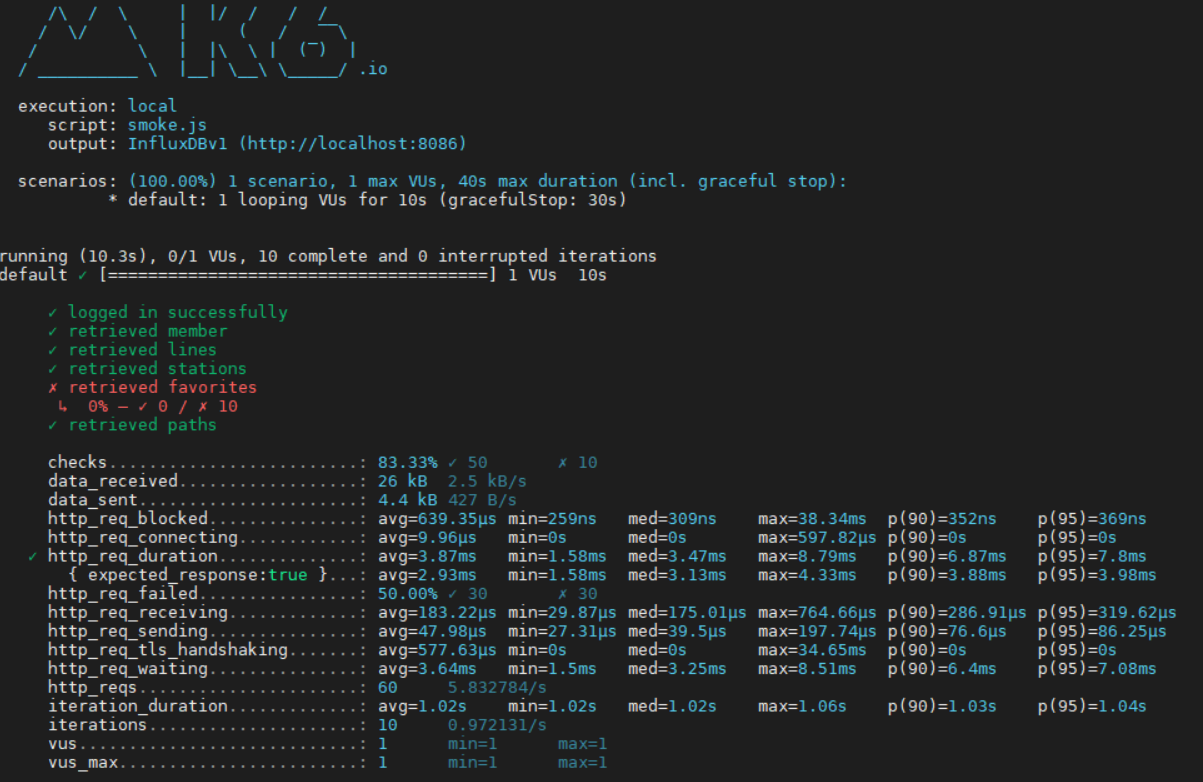 /\ / \ | |/ / / /__
/ \/ \ | ( / ‾‾\
/ \ | |\ \ | (‾) |
/ __________ \ |__| \__\ \_____/ .io
execution: local
script: smoke.js
output: InfluxDBv1 (http://localhost:8086)
scenarios: (100.00%) 1 scenario, 1 max VUs, 40s max duration (incl. graceful stop):
* default: 1 looping VUs for 10s (gracefulStop: 30s)
running (10.3s), 0/1 VUs, 10 complete and 0 interrupted iterations
default ✓ [======================================] 1 VUs 10s
✓ logged in successfully
✓ retrieved member
✓ retrieved lines
✓ retrieved stations
✗ retrieved favorites
↳ 0% — ✓ 0 / ✗ 10
✓ retrieved paths
checks.........................: 83.33% ✓ 50 ✗ 10
data_received..................: 26 kB 2.5 kB/s
data_sent......................: 4.4 kB 427 B/s
http_req_blocked...............: avg=639.35µs min=259ns med=309ns max=38.34ms p(90)=352ns p(95)=369ns
http_req_connecting............: avg=9.96µs min=0s med=0s max=597.82µs p(90)=0s p(95)=0s
✓ http_req_duration..............: avg=3.87ms min=1.58ms med=3.47ms max=8.79ms p(90)=6.87ms p(95)=7.8ms
{ expected_response:true }...: avg=2.93ms min=1.58ms med=3.13ms max=4.33ms p(90)=3.88ms p(95)=3.98ms
http_req_failed................: 50.00% ✓ 30 ✗ 30
http_req_receiving.............: avg=183.22µs min=29.87µs med=175.01µs max=764.66µs p(90)=286.91µs p(95)=319.62µs
http_req_sending...............: avg=47.98µs min=27.31µs med=39.5µs max=197.74µs p(90)=76.6µs p(95)=86.25µs
http_req_tls_handshaking.......: avg=577.63µs min=0s med=0s max=34.65ms p(90)=0s p(95)=0s
http_req_waiting...............: avg=3.64ms min=1.5ms med=3.25ms max=8.51ms p(90)=6.4ms p(95)=7.08ms
http_reqs......................: 60 5.832784/s
iteration_duration.............: avg=1.02s min=1.02s med=1.02s max=1.06s p(90)=1.03s p(95)=1.04s
iterations.....................: 10 0.972131/s
vus............................: 1 min=1 max=1
vus_max........................: 1 min=1 max=1